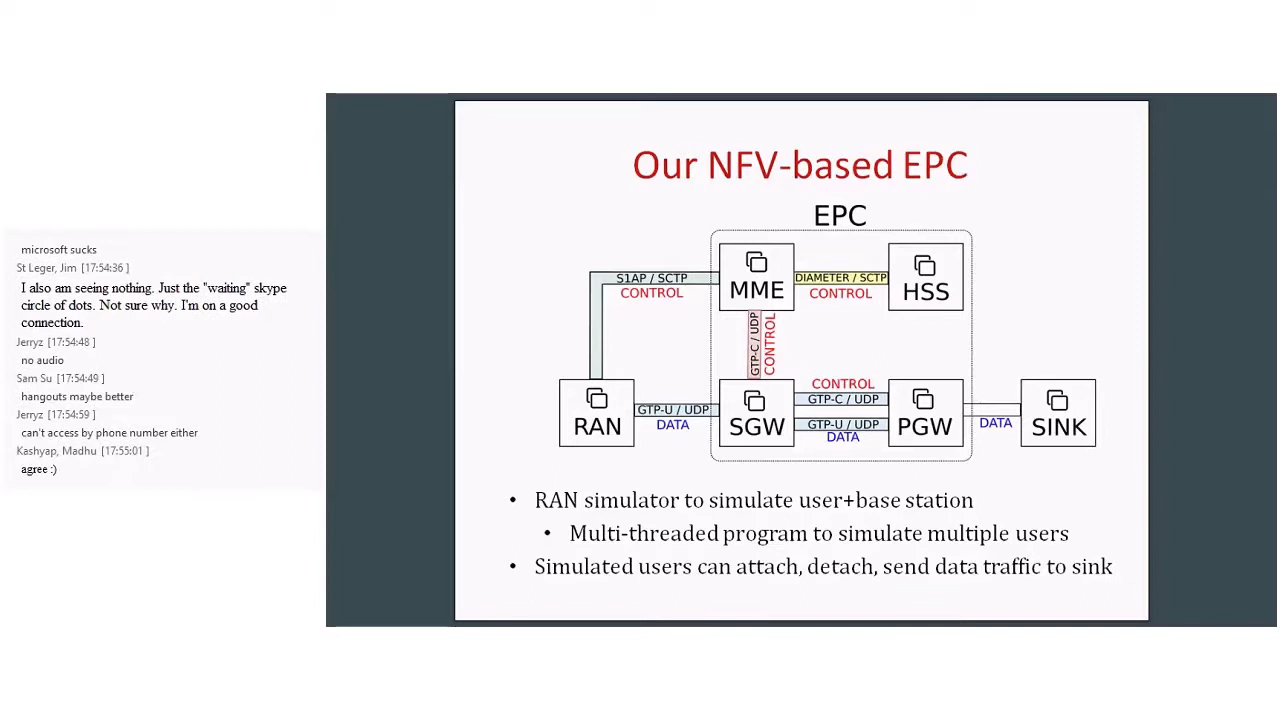 microsoft sucks
St Leger, Jim [17:54:36 ]
I also am seeing nothing. Just the "waiting" skype
circle of dots. Not sure why. I'm on a good
connection.
Jerryz [17:54:48 ]
no audio
Sam Su [17:54:49 ]
hangouts maybe better
Jerryz [17:54:59 ]
can't access by phone number either
Kashyap, Madhu [17:55:01 ]
agree :)
Our NFV-based EPC
EPC
S1AP / SCTP
CONTROL
MME
DIAMETER / SCTP
CONTROL
HSS
GTP-C / UDP
CONTROL
RAN
GTP-U / UDP
DATA
SGW
CONTROL
GTP-C / UDP
GTP-U / UDP
DATA
PGW
DATA
SINK
• RAN simulator to simulate user+base station
• Multi-threaded program to simulate multiple users
• Simulated users can attach, detach, send data traffic to sink